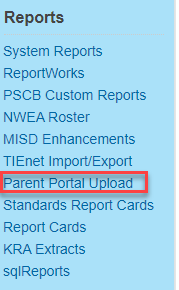 Reports
System Reports
ReportWorks
PSCB Custom Reports
NWEA Roster
MISD Enhancements
TIEnet Import/Export
Parent Portal Upload
Standards Report Cards
Report Cards
KRA Extracts
sqlReports